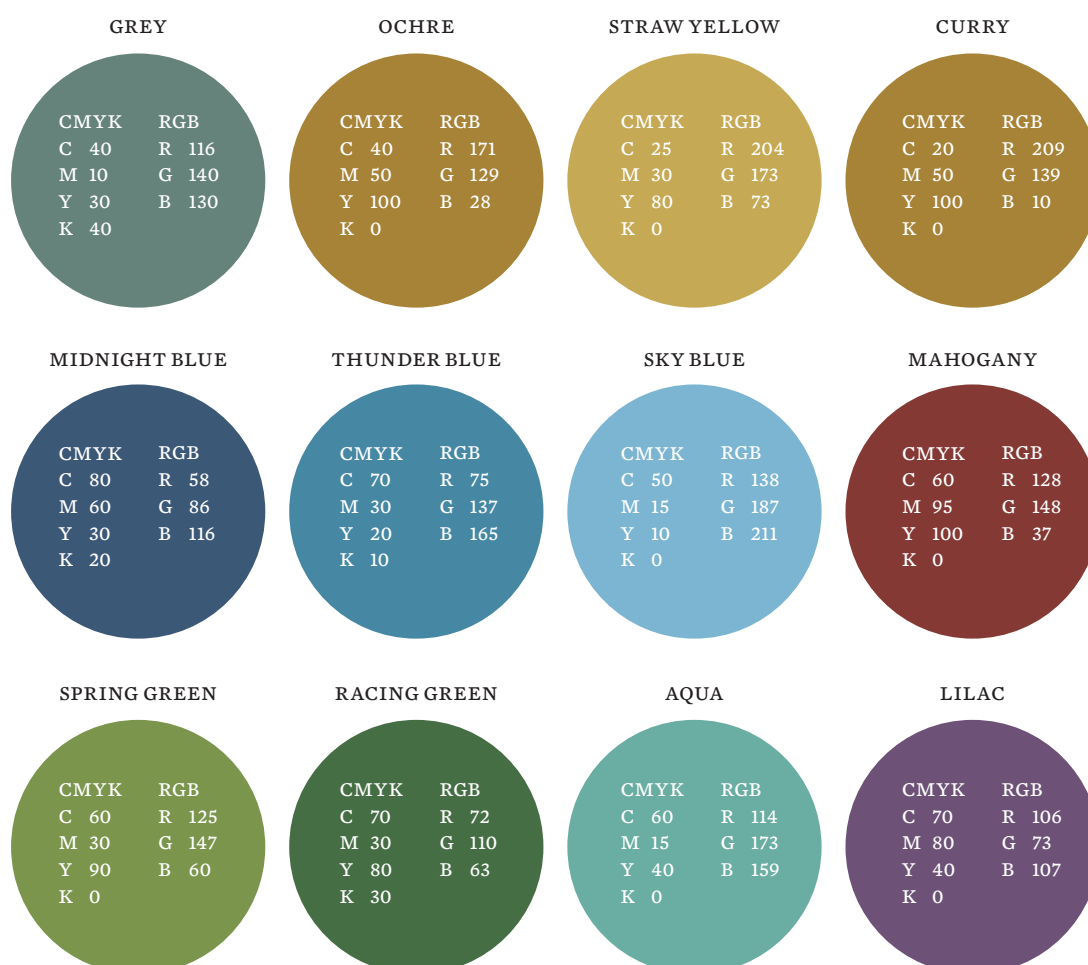 GREY OCHRE STRAW YELLOW CURRY
CMYK RGB CMYK RGB CMYK RGB CMYK RGB
C 40 R 116 C 40 R 171 C 25 R 204 C 20 R 209
M 10 G 140 M 50 G 129 M 30 G 173 M 50 G 139
Y 30 B 130 Y 100 B 28 Y 80 B 73 Y 100 B 10
K 40 K 0 K 0 K 0
MIDNIGHT BLUE THUNDER BLUE SKY BLUE MAHOGANY
CMYK RGB CMYK RGB CMYK RGB CMYK RGB
C 80 R 58 C 70 R 75 C 50 R 138 C 60 R 128
M 60 G 86 M 30 G 137 M 15 G 187 M 95 G 148
Y 30 B 116 Y 20 B 165 Y 10 B 211 Y 100 B 37
K 20 K 10 K 0 K 0
SPRING GREEN RACING GREEN AQUA LILAC
CMYK RGB CMYK RGB CMYK RGB CMYK RGB
C 60 R 125 C 70 R 72 C 60 R 114 C 70 R 106
M 30 G 147 M 30 G 110 M 15 G 173 M 80 G 73
Y 90 B 60 Y 80 B 63 Y 40 B 159 Y 40 B 107
K 0 K 30 K 0 K 0